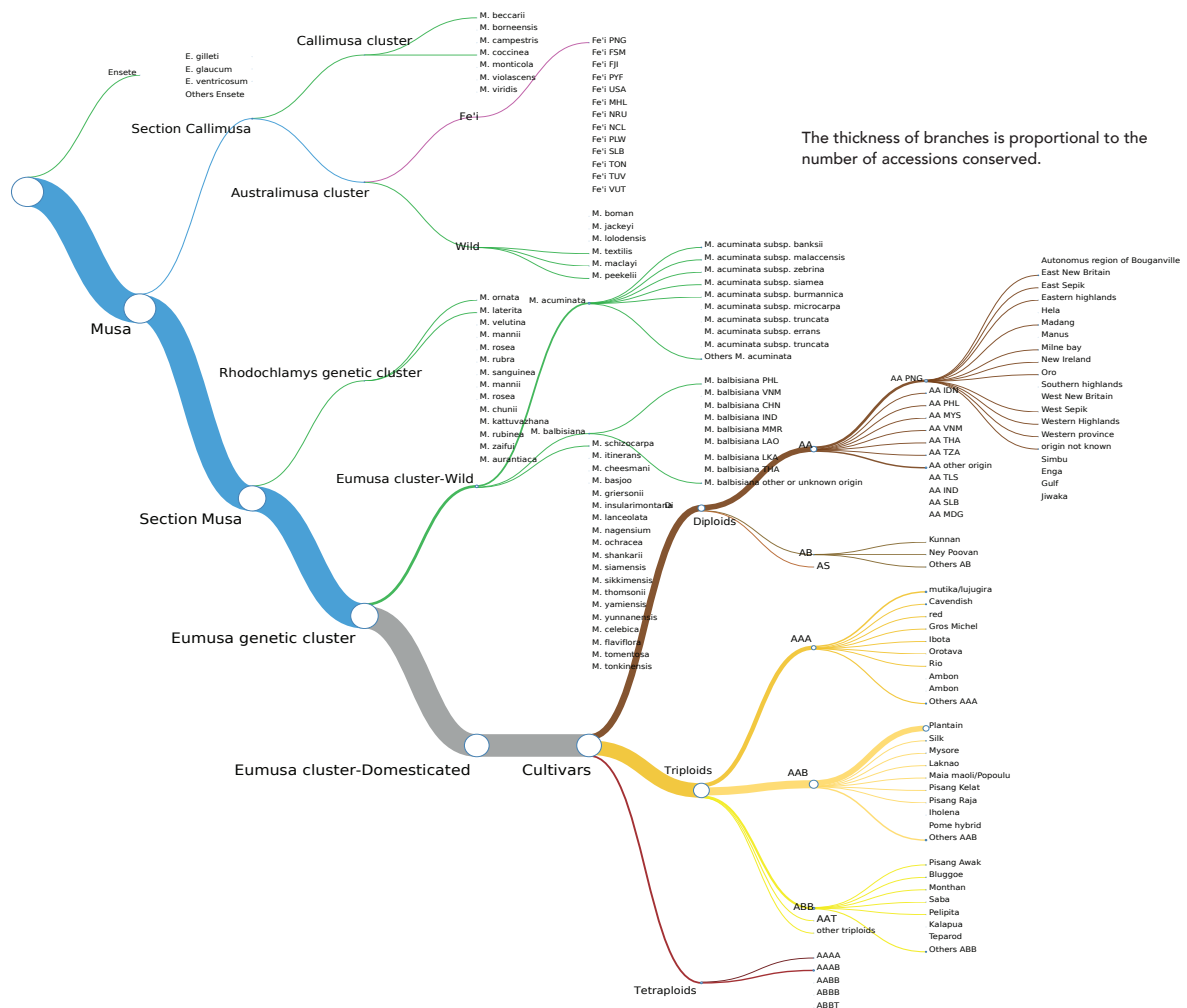 Ensete
E. gilleti
E. glaucum
E. ventricosum
Others Ensete
Musa
Section Callimusa
Callimusa cluster
M. beccarii
M. borneensis
M. campestris
M. coccinea
M. monticola
M. violascens
M. viridis
Australimusa cluster
Fe'i
Fe'i PNG
Fe'i FSM
Fe'i FJI
Fe'i PYF
Fe'i USA
Fe'i MHL
Fe'i NRU
Fe'i NCL
Fe'i PLW
Fe'i SLB
Fe'i TON
Fe'i TUV
Fe'i VUT
Wild
M. boman
M. jackeyi
M. lolodensis
M. textilis
M. maclayi
M. peekelii
The thickness of branches is proportional to the
number of accessions conserved.
Section Musa
Rhodochlamys genetic cluster
M. ornata
M. laterita
M. velutina
M. mannii
M. rosea
M. rubra
M. sanguinea
M. mannii
M. rosea
M. chunii
M. kattuvazhana
M. rubinea
M. zaifui
M. aurantiaca
Eumusa genetic cluster
Eumusa cluster-Wild
M. acuminata
M. acuminata subsp. banksii
M. acuminata subsp. malaccensis
M. acuminata subsp. zebrina
M. acuminata subsp. siamea
M. acuminata subsp. burmannica
M. acuminata subsp. microcarpa
M. acuminata subsp. truncata
M. acuminata subsp. errans
M. acuminata subsp. truncata
Others M. acuminata
M. balbisiana
M. balbisiana PHL
M. balbisiana VNM
M. balbisiana CHN
M. balbisiana IND
M. balbisiana MMR
M. balbisiana LAO
M. balbisiana LKA
M. balbisiana THA
M. balbisiana other or unknown origin
M. schizocarpa
M. itinerans
M. cheesmani
M. basjoo
M. griersonii
M. insularimontana
Di
M. lanceolata
M. nagensium
M. ochracea
M. shankarii
M. siamensis
M. sikkimensis
M. thomsonii
M. yamiensis
M. yunnanensis
M. celebica
M. flaviflora
M. tomentosa
M. tonkinensis
Eumusa cluster-Domesticated
Cultivars
Diploids
AA
AA PNG
Autonomus region of Bouganville
East New Britain
East Sepik
Eastern highlands
Hela
Madang
Manus
Milne bay
New Ireland
Oro
Southern highlands
West New Britain
West Sepik
Western Highlands
Western province
origin not known
Simbu
Enga
Gulf
Jiwaka
AA IDN
AA PHL
AA MYS
AA VNM
AA THA
AA TZA
AA other origin
AA TLS
AA IND
AA SLB
AA MDG
AB
Kunnan
Ney Poovan
Others AB
AS
Triploids
AAA
mutika/lujugira
Cavendish
red
Gros Michel
Ibota
Orotava
Rio
Ambon
Ambon
Others AAA
AAB
Plantain
Silk
Mysore
Laknao
Maia maoli/Popoulu
Pisang Kelat
Pisang Raja
Iholena
Pome hybrid
Others AAB
ABB
Pisang Awak
Bluggoe
Monthan
Saba
Pelipita
Kalapua
Teparod
Others ABB
AAT
other triploids
Tetraploids
AAAA
AAAB
AABB
ABBB
ABBT